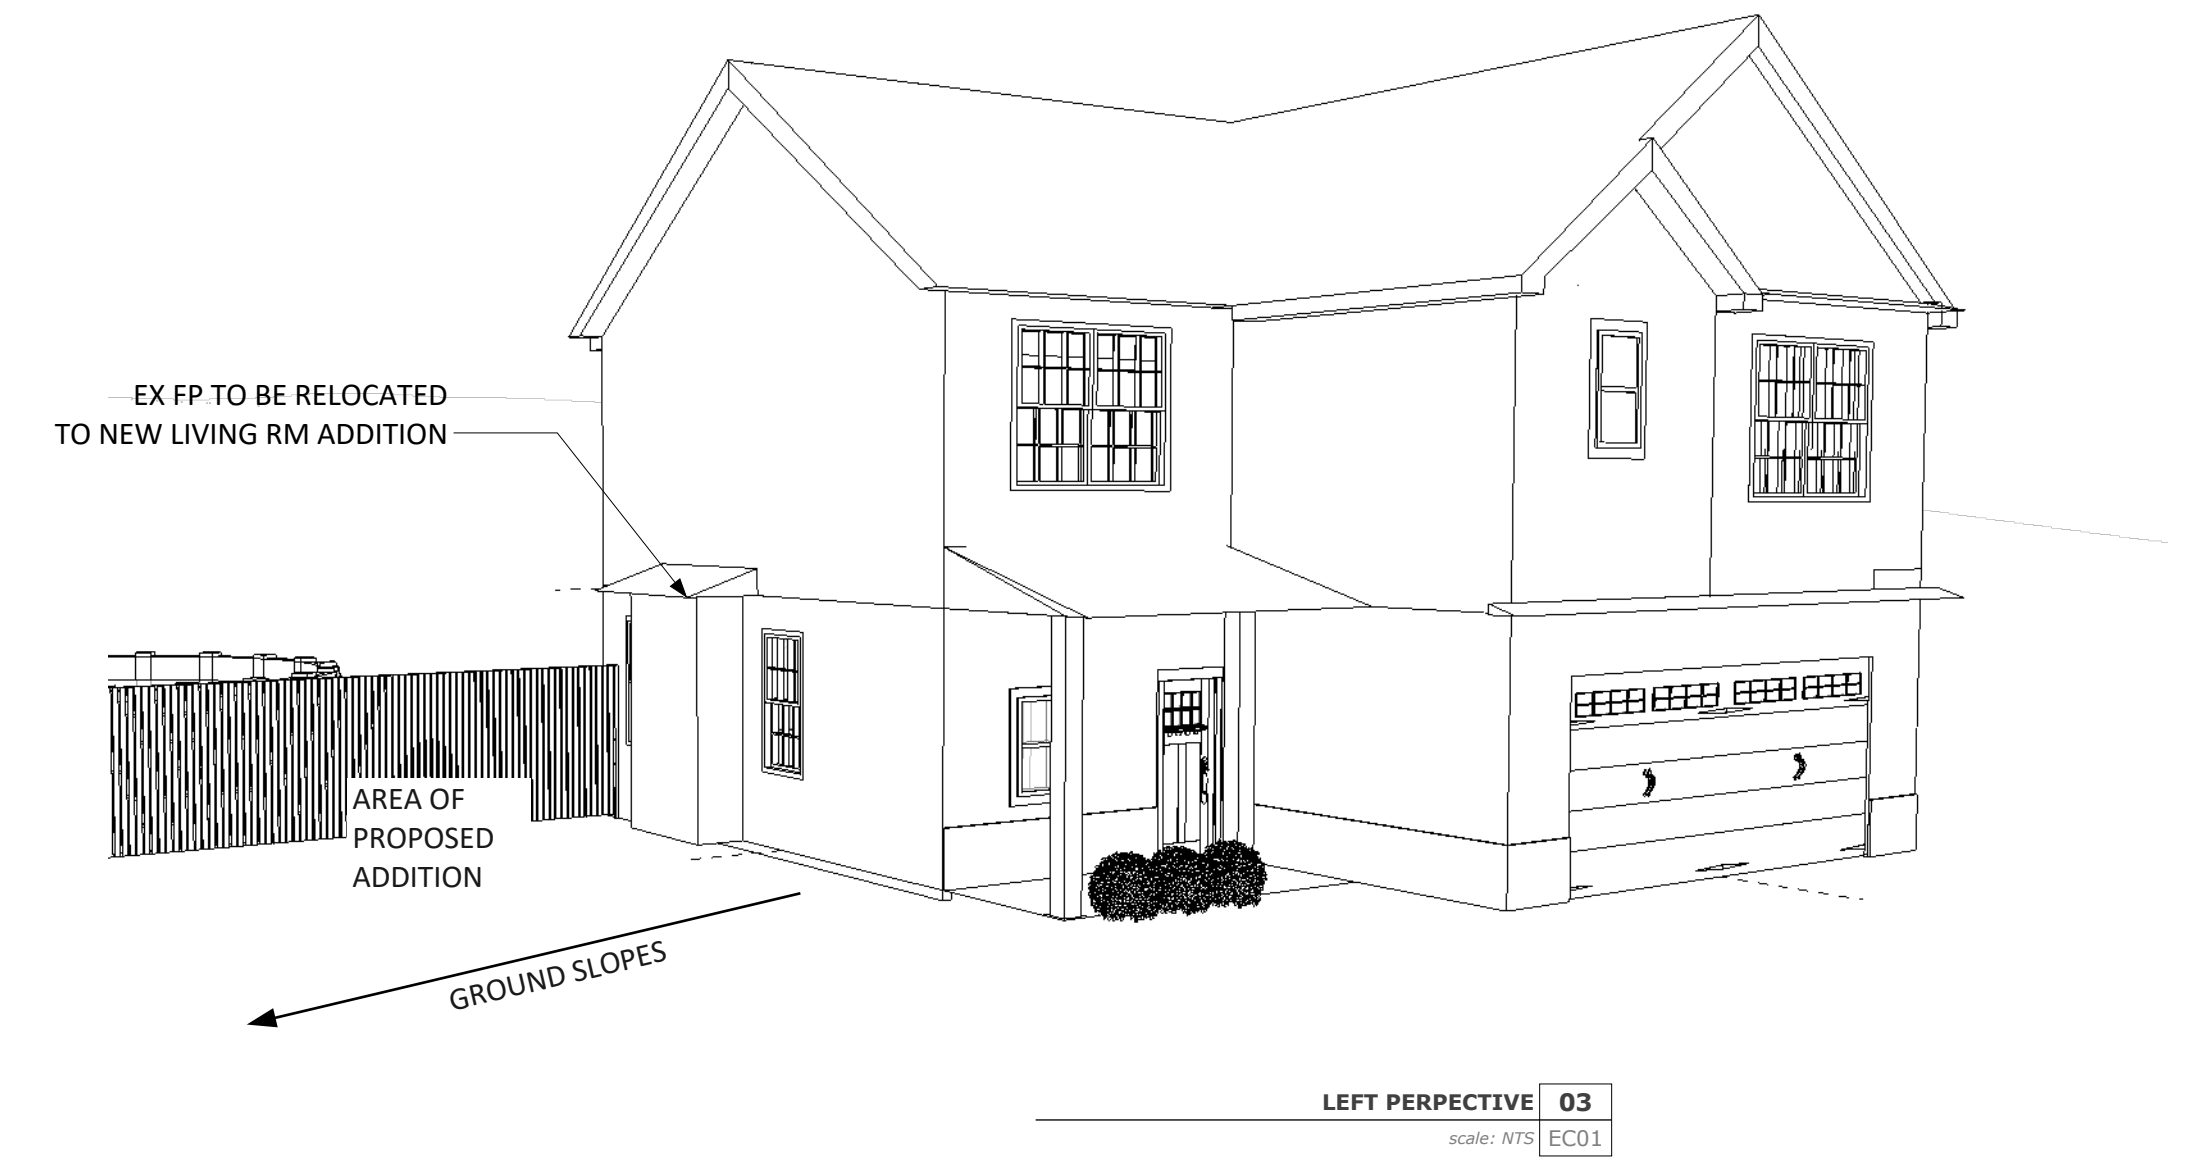 EX FP TO BE RELOCATED
TO NEW LIVING RM ADDITION
AREA OF
PROPOSED
ADDITION
GROUND SLOPES
LEFT PERPECTIVE 03
scale: NTS EC01